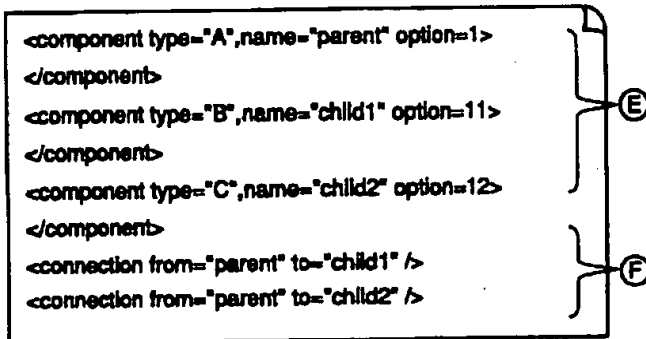 <component type="A",name="parent" option=1>
</component>
<component type="B",name="child1" option=11>
</component>
<component type="C",name="child2" option=12>
</component>
<connection from="parent" to="child1" />
<connection from="parent" to="child2" />
E
F